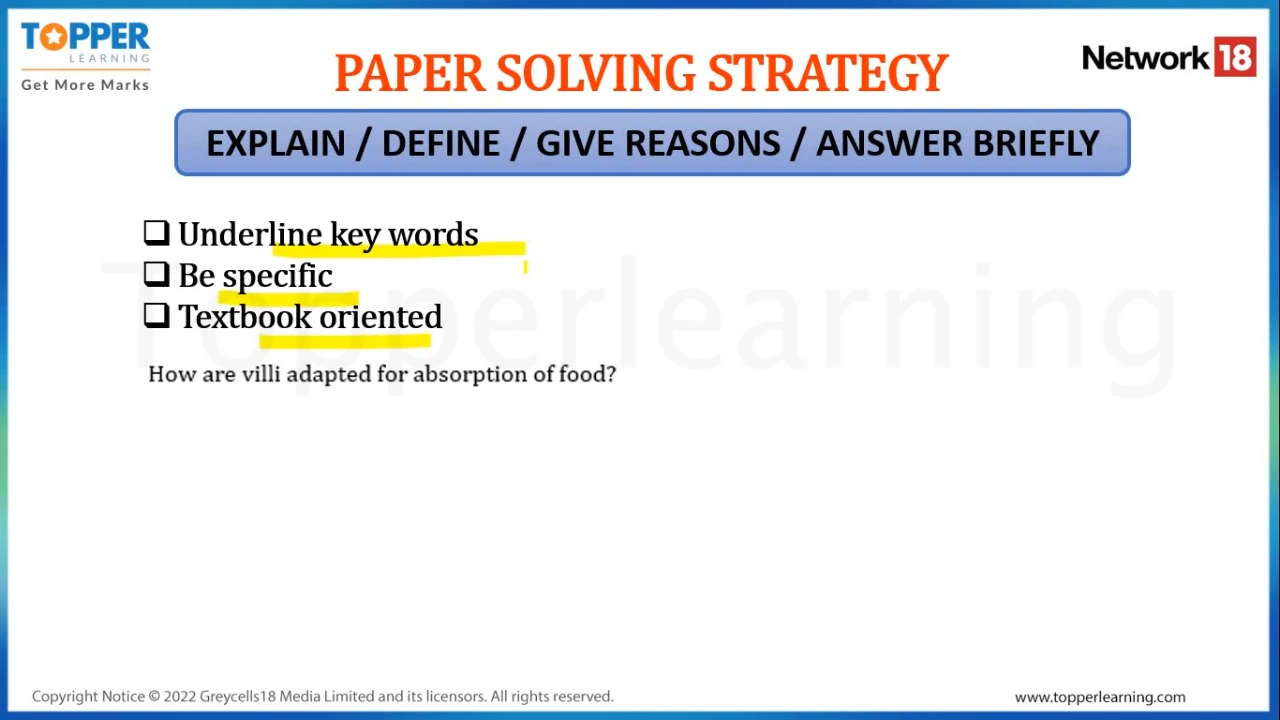 TOPPER
LEARNING
Get More Marks
PAPER SOLVING STRATEGY
Network 18
EXPLAIN / DEFINE / GIVE REASONS / ANSWER BRIEFLY
❑ Underline key words
❑ Be specific
❑ Textbook oriented
Topperlearning
How are villi adapted for absorption of food?
Copyright Notice © 2022 Greycells18 Media Limited and its licensors. All rights reserved.
www.topperlearning.com